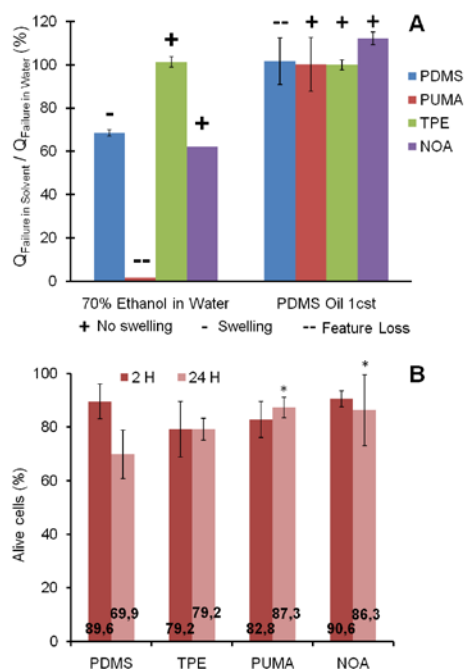 A
Q Failure in Solvent / Q Failure in Water (%)
120
100
80
60
40
20
0
-
--
+
+
--
+
+
+
PDMS
PUMA
TPE
NOA
70% Ethanol in Water PDMS Oil 1cst
+ No swelling - Swelling -- Feature Loss
B
2 H 24 H
Alive cells (%)
100
80
60
40
20
0
*
*
89,6 69,9 79,2 79,2 82,8 87,3 90,6 86,3
PDMS TPE PUMA NOA